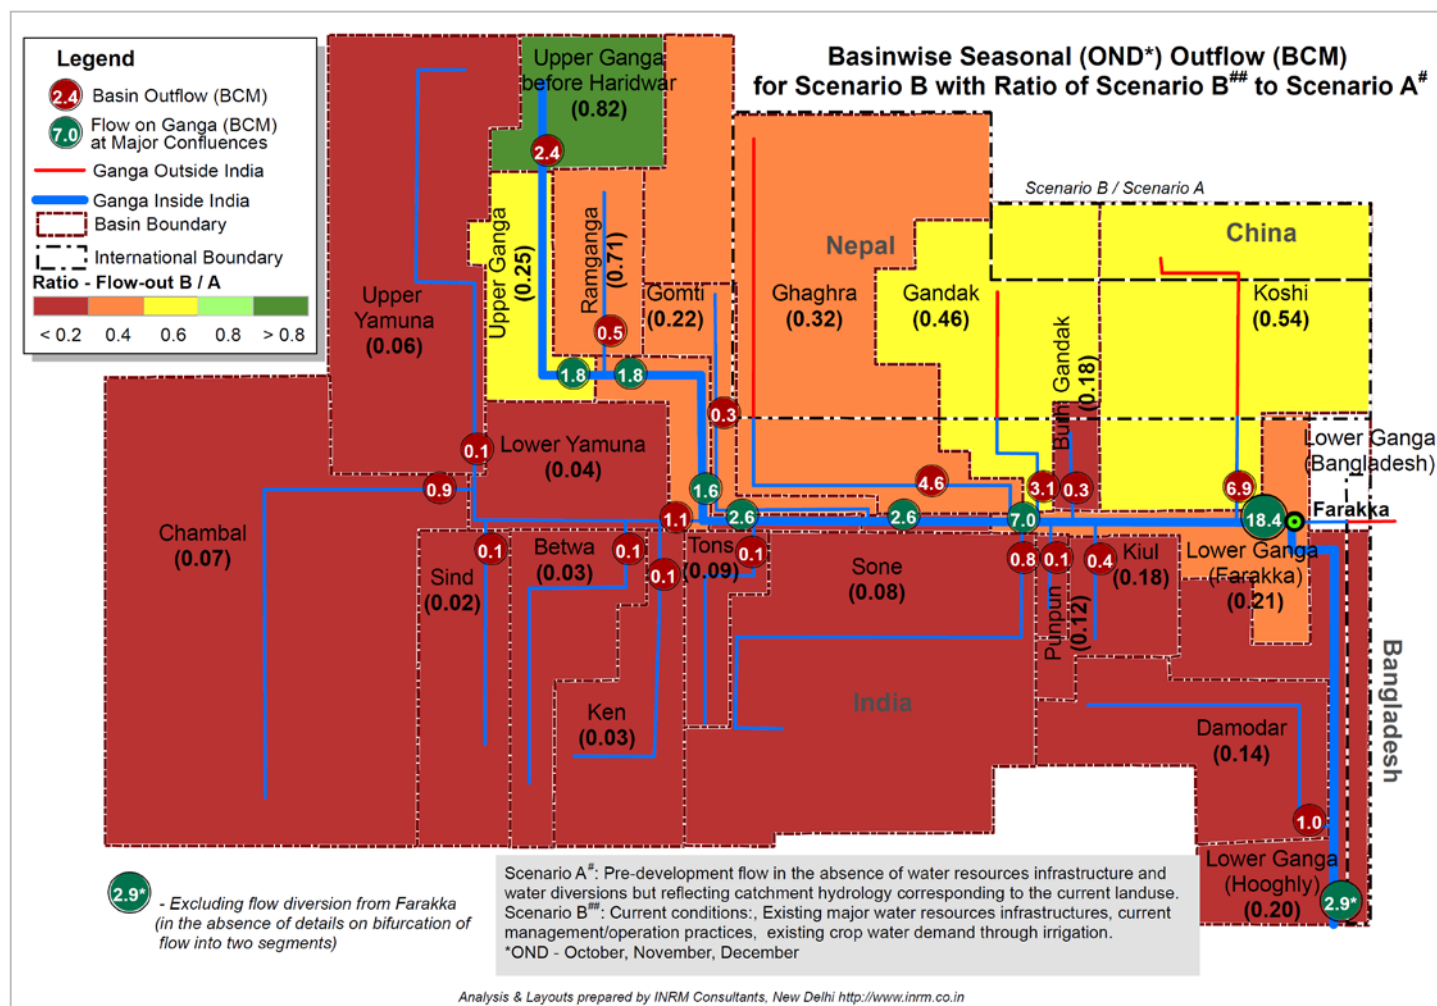 Basinwise Seasonal (OND*) Outflow (BCM)
for Scenario B with Ratio of Scenario B## to Scenario A#
Legend
2.4 Basin Outflow (BCM)
7.0 Flow on Ganga (BCM)
at Major Confluences
Ganga Outside India
Ganga Inside India
Basin Boundary
International Boundary
Ratio - Flow-out B / A
< 0.2 0.4 0.6 0.8 > 0.8
Upper Ganga
before Haridwar
(0.82)
2.4
Scenario B / Scenario A
Nepal
China
Upper
Yamuna
(0.06)
Upper Ganga
(0.25)
Ramganga
(0.71)
0.5
Gomti
(0.22)
Ghaghra
(0.32)
Gandak
(0.46)
Burhi Gandak
(0.18)
Koshi
(0.54)
1.8
1.8
0.3
0.1
Lower Yamuna
(0.04)
Lower Ganga
(Bangladesh)
0.9
1.6
4.6
3.1
0.3
6.9
Farakka
1.1
2.6
2.6
7.0
18.4
Chambal
(0.07)
0.1
Sind
(0.02)
Betwa
(0.03)
0.1
0.1
Tons
(0.09)
0.1
Sone
(0.08)
0.8
0.1
Punpun
(0.12)
0.4
Kiul
(0.18)
Lower Ganga
(Farakka)
(0.21)
Ken
(0.03)
India
Bangladesh
Damodar
(0.14)
1.0
Lower Ganga
(Hooghly)
(0.20)
2.9*
2.9*
- Excluding flow diversion from Farakka
(in the absence of details on bifurcation of
flow into two segments)
Scenario A#: Pre-development flow in the absence of water resources infrastructure and
water diversions but reflecting catchment hydrology corresponding to the current landuse.
Scenario B##: Current conditions:, Existing major water resources infrastructures, current
management/operation practices, existing crop water demand through irrigation.
*OND - October, November, December
Analysis & Layouts prepared by INRM Consultants, New Delhi http://www.inrm.co.in